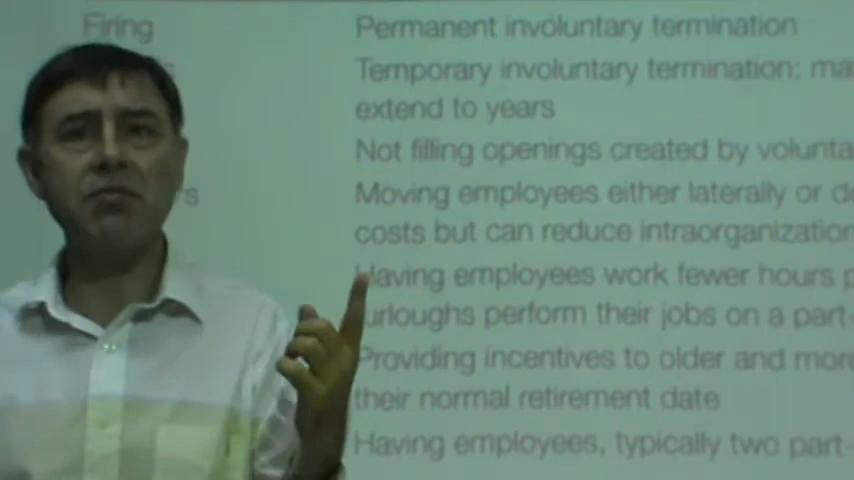 Firing Permanent involuntary termination
Temporary involuntary termination; ma
extend to years
Not filling openings created by volunta
Moving employees either laterally or do
costs but can reduce intraorganization
Having employees work fewer hours p
urloughs perform their jobs on a part-
Providing incentives to older and more
their normal retirement date
Having employees, typically two part-